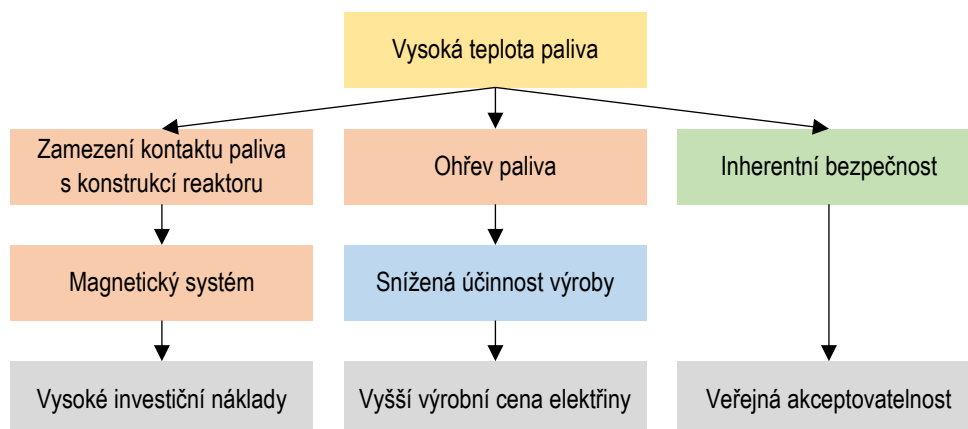 Vysoká teplota paliva
Zamezení kontaktu paliva
s konstrukcí reaktoru
Ohřev paliva
Inherentní bezpečnost
Magnetický systém
Snížená účinnost výroby
Vysoké investiční náklady
Vyšší výrobní cena elektřiny
Veřejná akceptovatelnost